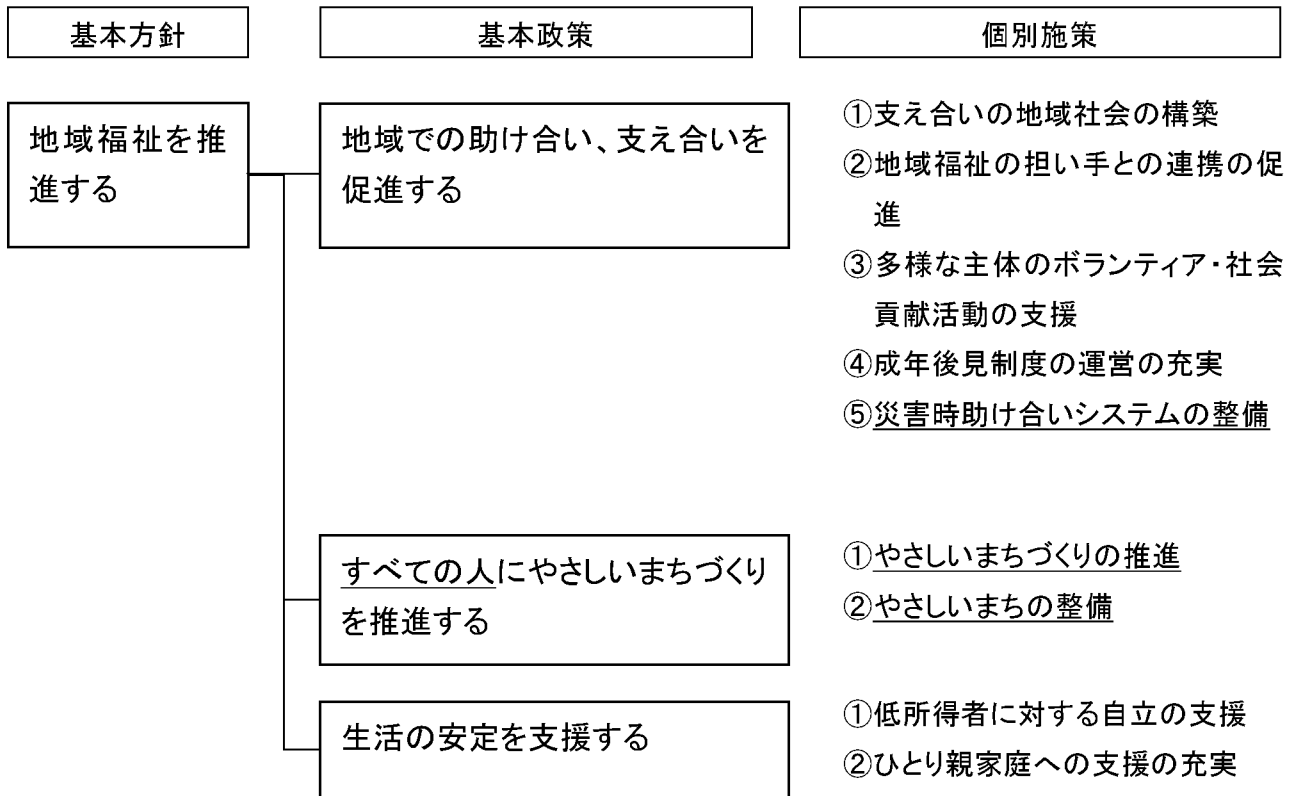 基本方針
基本政策
個別施策
地域福祉を推
進する
地域での助け合い、支え合いを
促進する
①支え合いの地域社会の構築
②地域福祉の担い手との連携の促
進
③多様な主体のボランティア・社会
貢献活動の支援
④成年後見制度の運営の充実
⑤災害時助け合いシステムの整備
すべての人にやさしいまちづくり
を推進する
①やさしいまちづくりの推進
②やさしいまちの整備
生活の安定を支援する
①低所得者に対する自立の支援
②ひとり親家庭への支援の充実